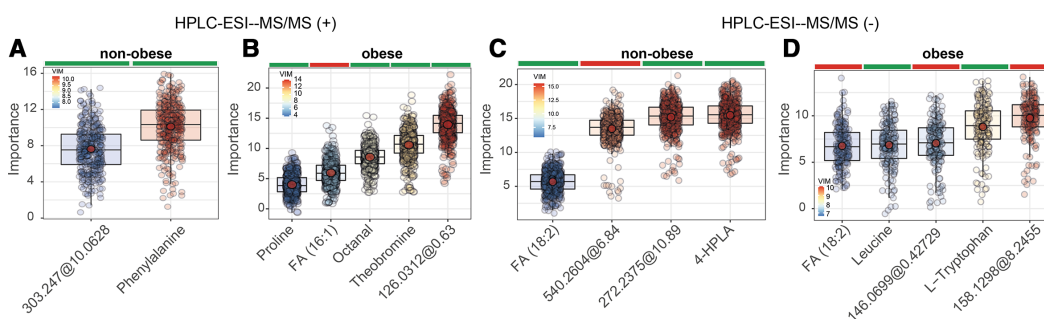 HPLC-ESI--MS/MS (+)
HPLC-ESI--MS/MS (-)
A
non-obese
VIM
10.0
9.5
9.0
8.5
8.0
Importance
16
12
8
4
0
303.247@10.0628
Phenylalanine
B
obese
VIM
14
12
10
8
6
4
Importance
20
15
10
5
0
Proline
FA (16:1)
Octanal
Theobromine
126.0312@0.63
C
non-obese
VIM
15.0
12.5
10.0
7.5
Importance
20
15
10
5
FA (18:2)
540.2604@6.84
272.2375@10.89
4-HPLA
D
obese
VIM
10
9
8
7
Importance
10
5
0
FA (18:2)
Leucine
146.0699@0.42729
L-Tryptophan
158.1298@8.2455